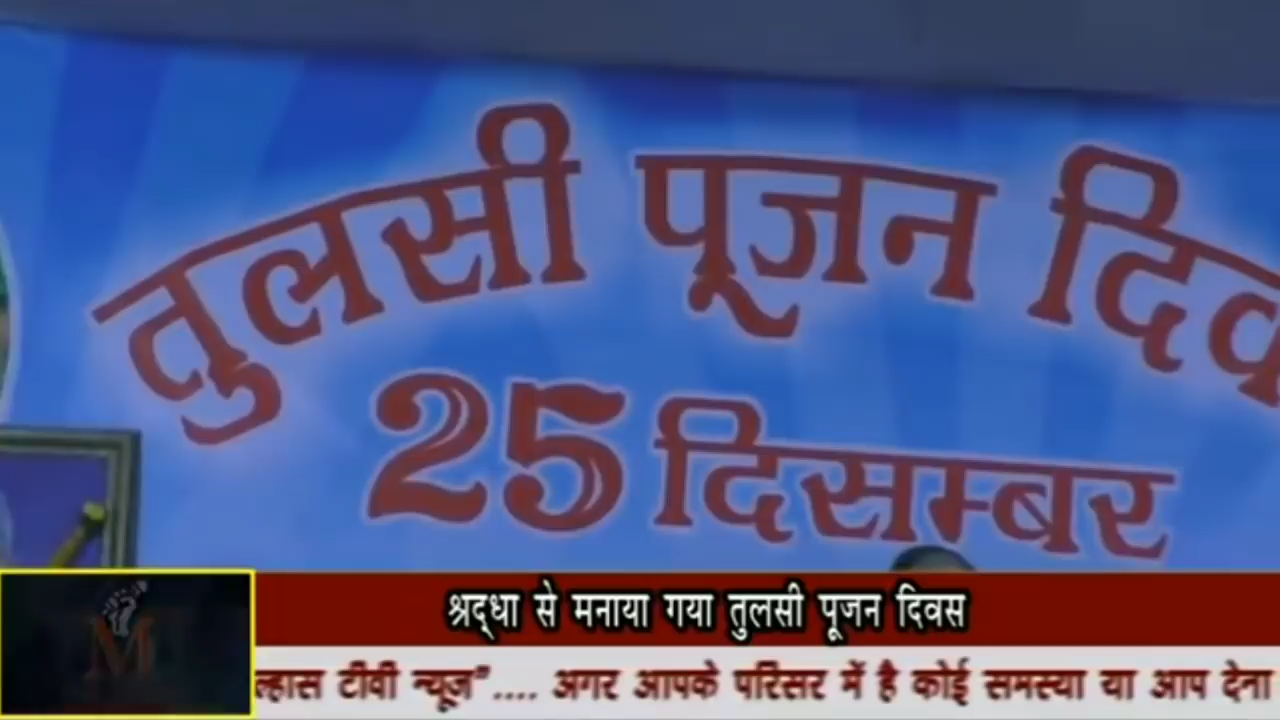 तुलसी पूजन दिव
25 दिसम्बर
श्रद्धा से मनाया गया तुलसी पूजन दिवस
ल्हास टीवी न्यूज" .... अगर आपके परिसर में है कोई समस्या या आप देना